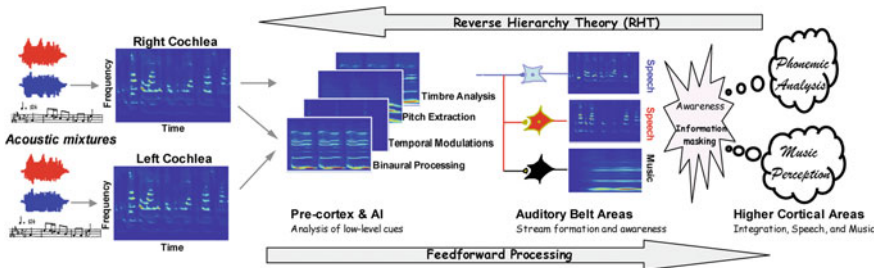 Reverse Hierarchy Theory (RHT)
Right Cochlea
Frequency
Time
Acoustic mixtures
Left Cochlea
Frequency
Time
Timbre Analysis
Pitch Extraction
Temporal Modulations
Binaural Processing
Speech
Speech
Music
Awareness
Information
masking
Phonemic
Analysis
Music
Perception
Pre-cortex & AI
Analysis of low-level cues
Auditory Belt Areas
Stream formation and awareness
Higher Cortical Areas
Integration, Speech, and Music
Feedforward Processing